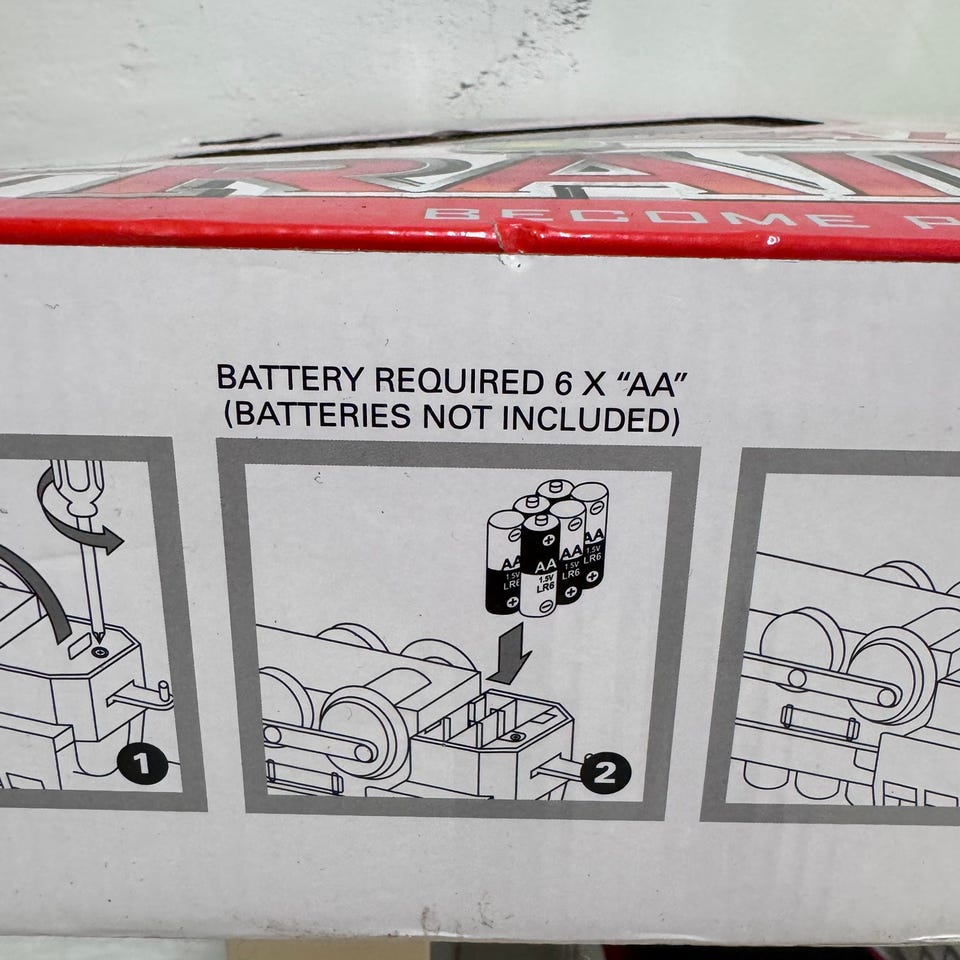 BECOME
BATTERY REQUIRED 6 X “AA”
(BATTERIES NOT INCLUDED)
AA
1.5V
LR6
AA
1.5V
LR6
AA
1.5V
LR6
AA
1.5V
LR6
1
2